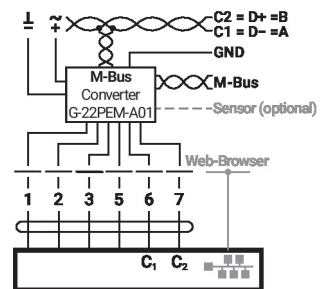 ⊥ ~
− +
C2 = D+ =B
C1 = D− =A
GND
M-Bus
Converter
G-22PEM-A01
M-Bus
Sensor (optional)
Web-Browser
1 2 3 5 6 7
C₁ C₂